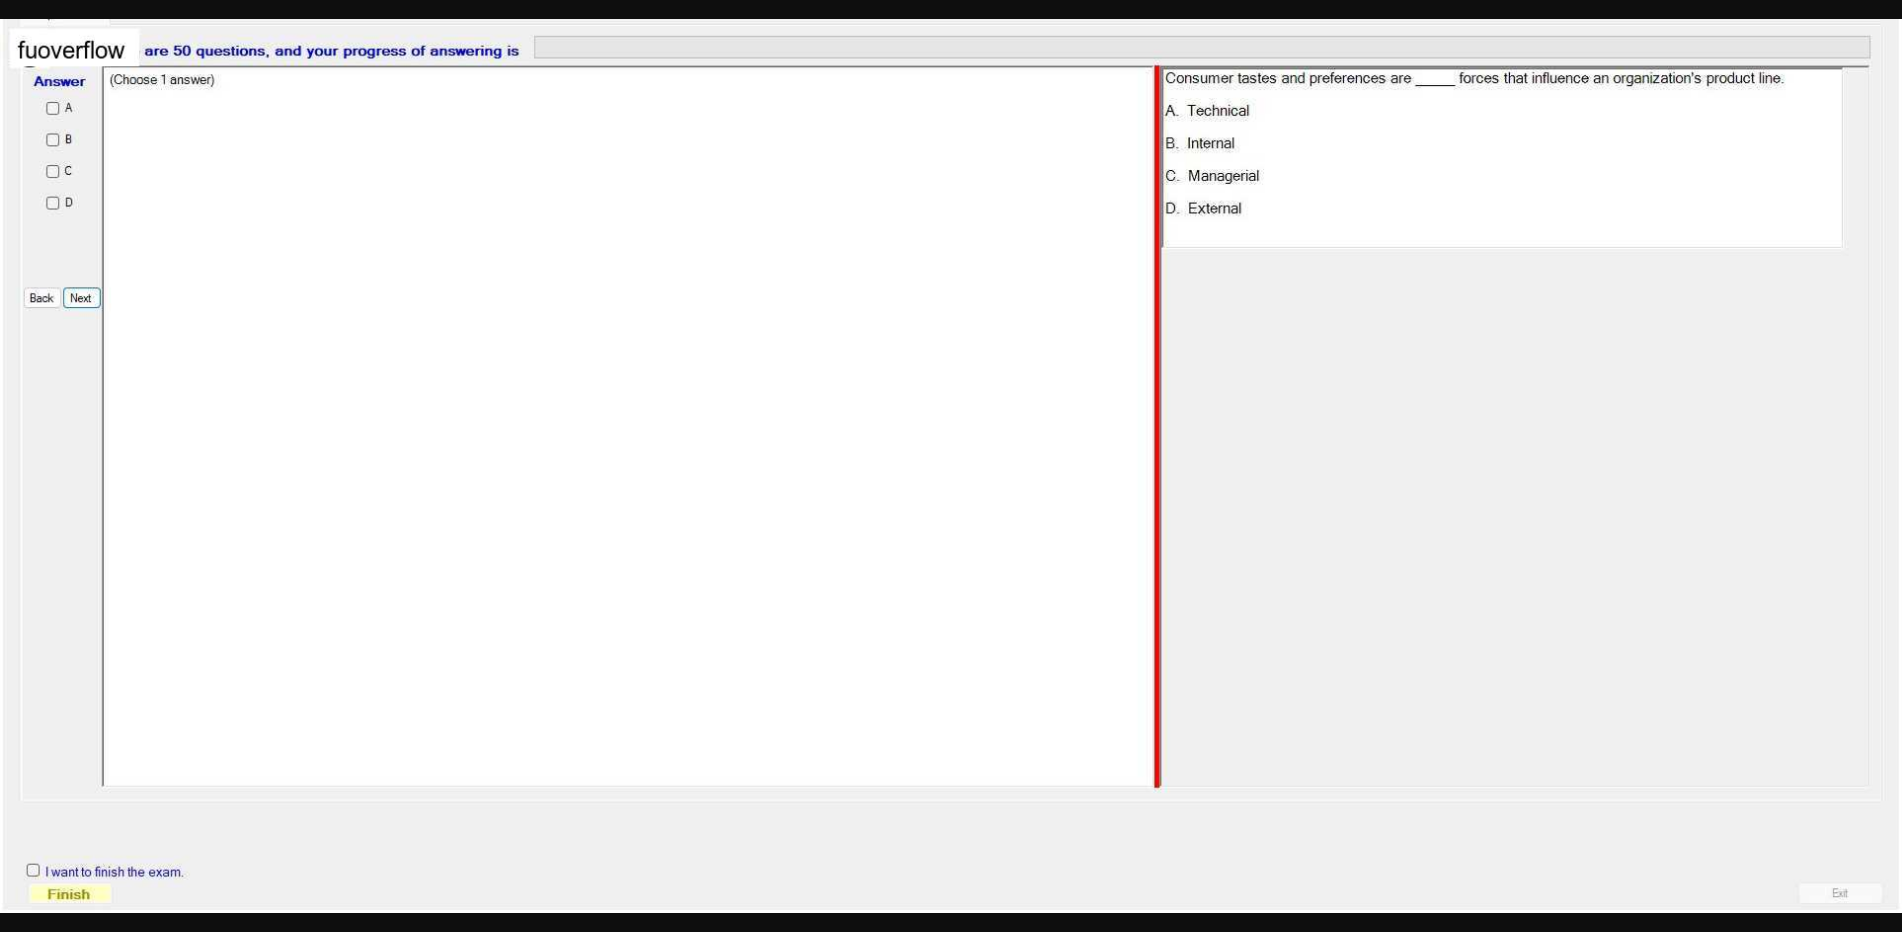 fuoverflow are 50 questions, and your progress of answering is
Answer
(Choose 1 answer)
A
B
C
D
Back Next
Consumer tastes and preferences are _____ forces that influence an organization's product line.
A. Technical
B. Internal
C. Managerial
D. External
I want to finish the exam.
Finish
Exit